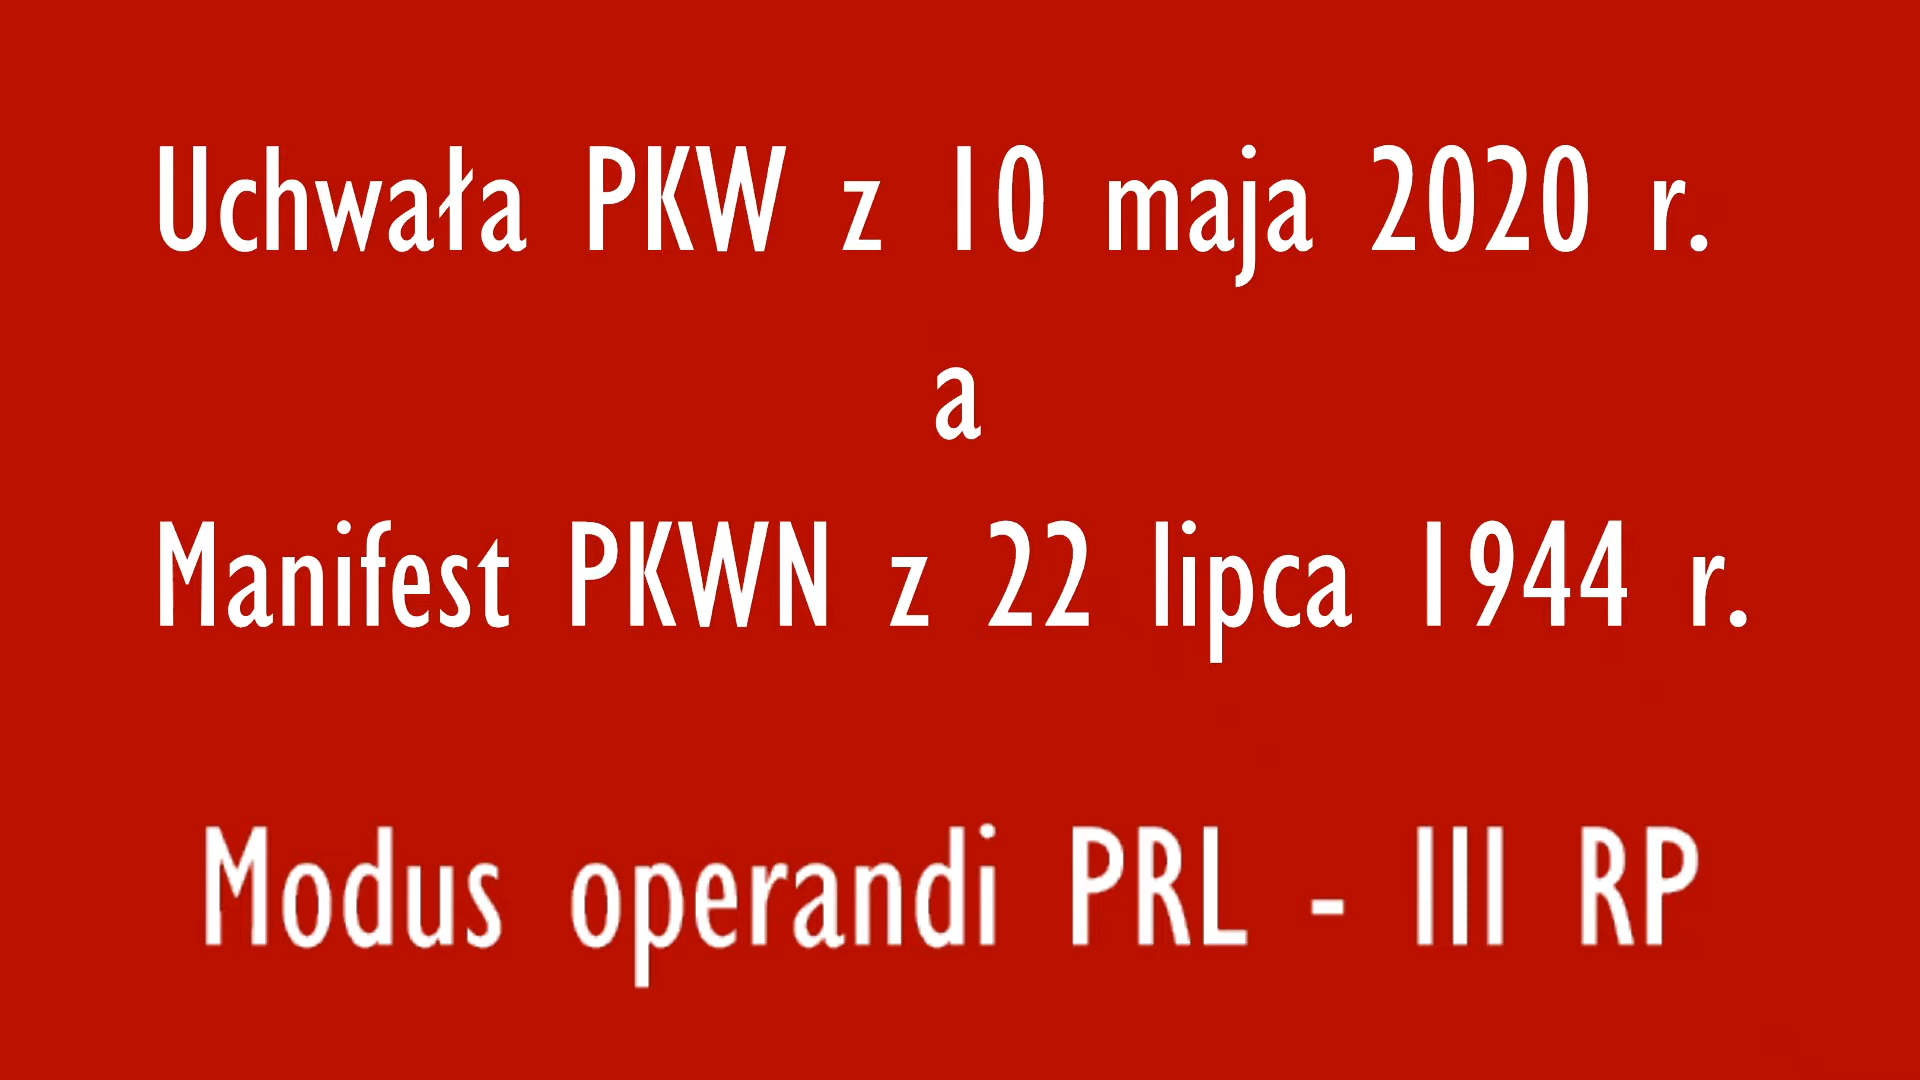 Uchwała PKW z 10 maja 2020 r.
a
Manifest PKWN z 22 lipca 1944 r.
Modus operandi PRL - III RP